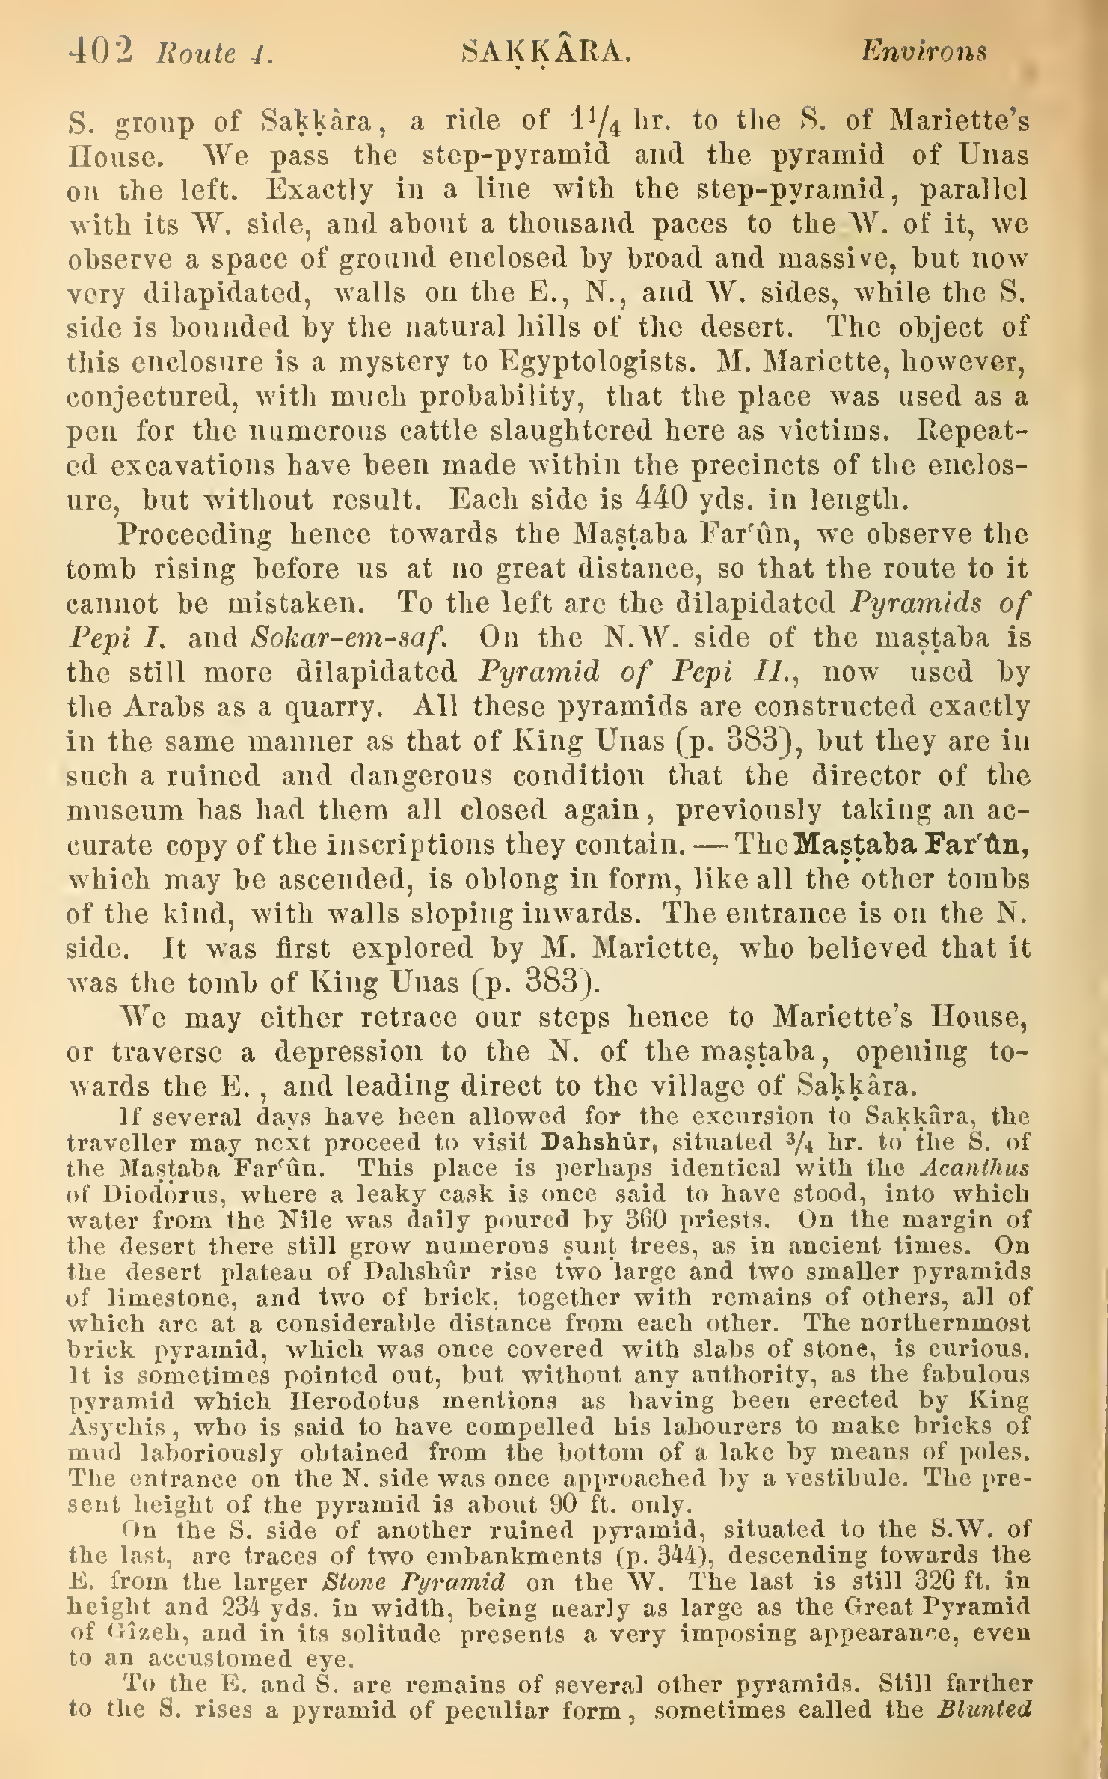 402 Route 4. SAḲḲÂRA. Environs
S. group of Saḳḳâra, a ride of 1¼ hr. to the S. of Mariette's
House. We pass the step-pyramid and the pyramid of Unas
on the left. Exactly in a line with the step-pyramid, parallel
with its W. side, and about a thousand paces to the W. of it, we
observe a space of ground enclosed by broad and massive, but now
very dilapidated, walls on the E., N., and W. sides, while the S.
side is bounded by the natural hills of the desert. The object of
this enclosure is a mystery to Egyptologists. M. Mariette, however,
conjectured, with much probability, that the place was used as a
pen for the numerous cattle slaughtered here as victims. Repeat-
ed excavations have been made within the precincts of the enclos-
ure, but without result. Each side is 440 yds. in length.
Proceeding hence towards the Maṣṭaba Far'ûn, we observe the
tomb rising before us at no great distance, so that the route to it
cannot be mistaken. To the left are the dilapidated Pyramids of
Pepi I. and Sokar-em-saf. On the N.W. side of the maṣṭaba is
the still more dilapidated Pyramid of Pepi II., now used by
the Arabs as a quarry. All these pyramids are constructed exactly
in the same manner as that of King Unas (p. 383), but they are in
such a ruined and dangerous condition that the director of the
museum has had them all closed again, previously taking an ac-
curate copy of the inscriptions they contain. — The Maṣṭaba Far'ûn,
which may be ascended, is oblong in form, like all the other tombs
of the kind, with walls sloping inwards. The entrance is on the N.
side. It was first explored by M. Mariette, who believed that it
was the tomb of King Unas (p. 383).
We may either retrace our steps hence to Mariette's House,
or traverse a depression to the N. of the maṣṭaba, opening to-
wards the E., and leading direct to the village of Saḳḳâra.
If several days have been allowed for the excursion to Saḳḳâra, the
traveller may next proceed to visit Dahshûr, situated ¾ hr. to the S. of
the Maṣṭaba Far'ûn. This place is perhaps identical with the Acanthus
of Diodorus, where a leaky cask is once said to have stood, into which
water from the Nile was daily poured by 360 priests. On the margin of
the desert there still grow numerous ṣunṭ trees, as in ancient times. On
the desert plateau of Dahshûr rise two large and two smaller pyramids
of limestone, and two of brick, together with remains of others, all of
which are at a considerable distance from each other. The northernmost
brick pyramid, which was once covered with slabs of stone, is curious.
It is sometimes pointed out, but without any authority, as the fabulous
pyramid which Herodotus mentions as having been erected by King
Asychis, who is said to have compelled his labourers to make bricks of
mud laboriously obtained from the bottom of a lake by means of poles.
The entrance on the N. side was once approached by a vestibule. The pre-
sent height of the pyramid is about 90 ft. only.
On the S. side of another ruined pyramid, situated to the S.W. of
the last, are traces of two embankments (p. 344), descending towards the
E. from the larger Stone Pyramid on the W. The last is still 326 ft. in
height and 234 yds. in width, being nearly as large as the Great Pyramid
of Gîzeh, and in its solitude presents a very imposing appearance, even
to an accustomed eye.
To the E. and S. are remains of several other pyramids. Still farther
to the S. rises a pyramid of peculiar form, sometimes called the Blunted